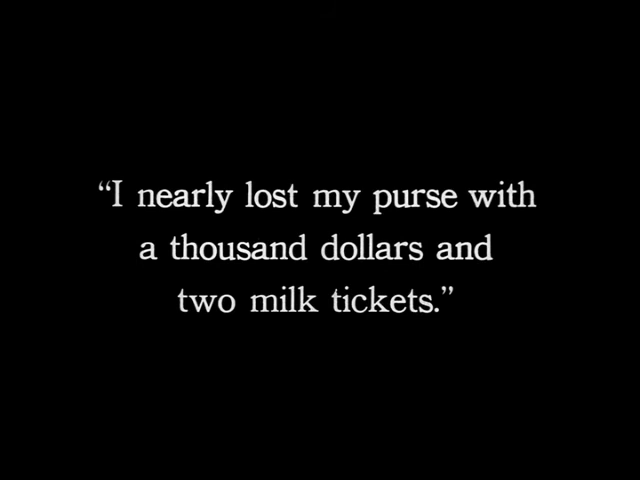 “I nearly lost my purse with
a thousand dollars and
two milk tickets.”